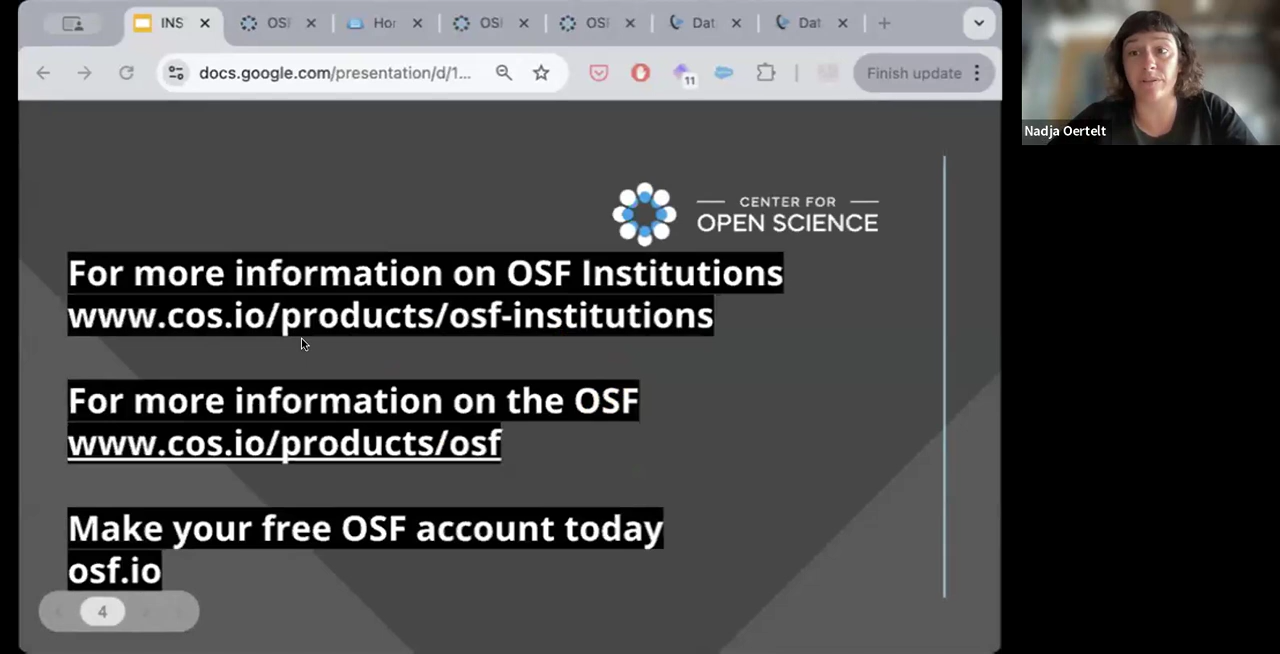 INS
OSI
Hor
OSI
OSI
Dat
Dat
docs.google.com/presentation/d/1...
11
Finish update
Nadja Oertelt
CENTER FOR
OPEN SCIENCE
For more information on OSF Institutions
www.cos.io/products/osf-institutions
For more information on the OSF
www.cos.io/products/osf
Make your free OSF account today
osf.io
4